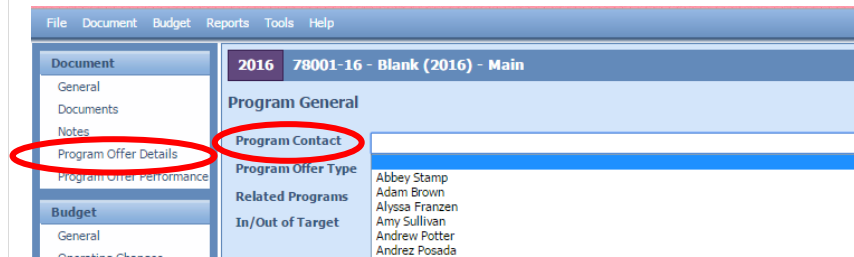 File Document Budget Reports Tools Help
Document
General
Documents
Notes
Program Offer Details
Program Offer Performance
Budget
General
Operating Changes
2016 78001-16 - Blank (2016) - Main
Program General
Program Contact
Program Offer Type
Related Programs
In/Out of Target
Abbey Stamp
Adam Brown
Alyssa Franzen
Amy Sullivan
Andrew Potter
Andrez Posada